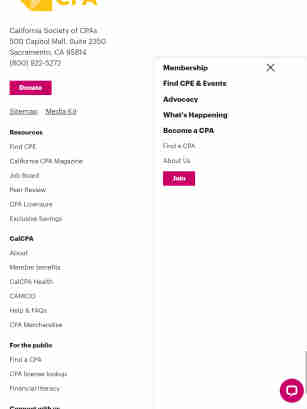 CPA
California Society of CPAs
500 Capitol Mall, Suite 2350
Sacramento, CA 95814
(800) 922-5272
Donate
Sitemap Media Kit
Resources
Find CPE
California CPA Magazine
Job Board
Peer Review
CPA Licensure
Exclusive Savings
CalCPA
About
Member benefits
CalCPA Health
CAMICO
Help & FAQs
CPA Merchandise
For the public
Find a CPA
CPA license lookup
Financial literacy
Connect with us
Membership
Find CPE & Events
Advocacy
What's Happening
Become a CPA
Find a CPA
About Us
Join